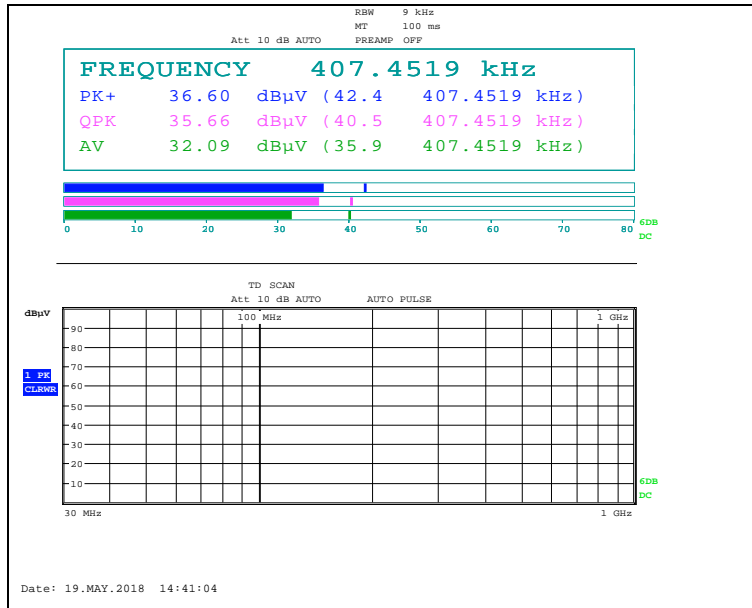 RBW 9 kHz
MT 100 ms
Att 10 dB AUTO PREAMP OFF
FREQUENCY 407.4519 kHz
PK+ 36.60 dBµV (42.4 407.4519 kHz)
QPK 35.66 dBµV (40.5 407.4519 kHz)
AV 32.09 dBµV (35.9 407.4519 kHz)
0 10 20 30 40 50 60 70 80
6DB
DC
TD SCAN
Att 10 dB AUTO AUTO PULSE
dBµV
100 MHz 1 GHz
90
80
70
1 PK
60
CLRWR
50
40
30
20
10
6DB
DC
30 MHz 1 GHz
Date: 19.MAY.2018 14:41:04